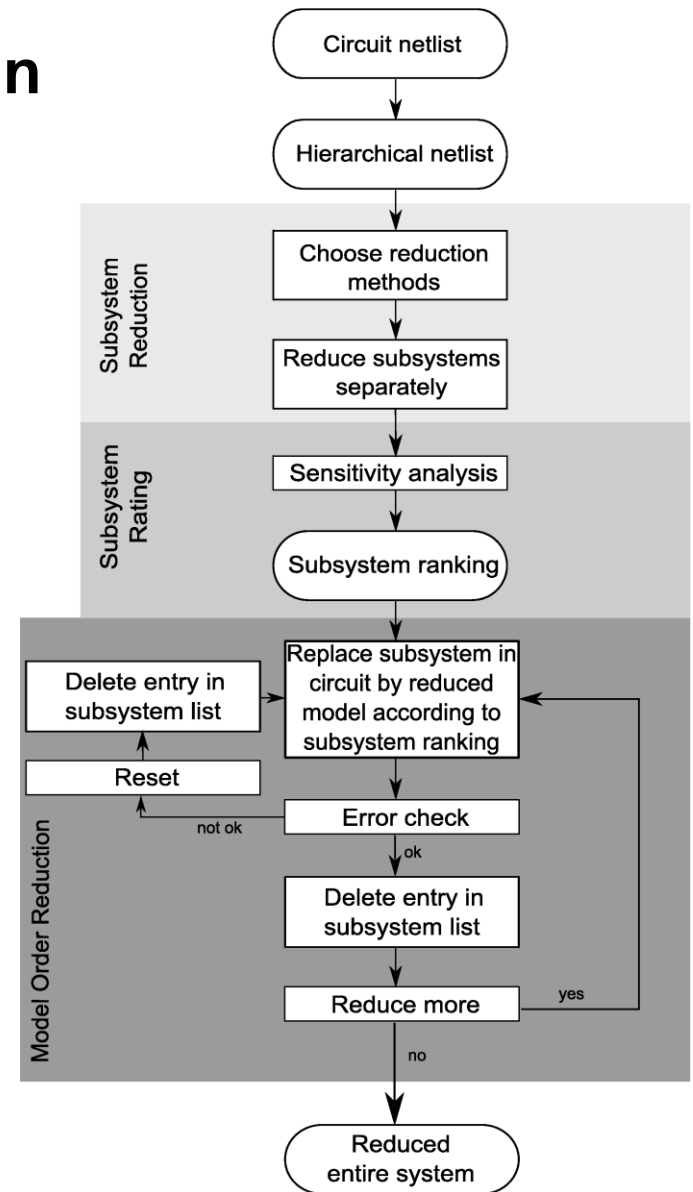 n
Circuit netlist
Hierarchical netlist
Subsystem
Reduction
Choose reduction
methods
Reduce subsystems
separately
Subsystem
Rating
Sensitivity analysis
Subsystem ranking
Model Order Reduction
Replace subsystem in
circuit by reduced
model according to
subsystem ranking
Delete entry in
subsystem list
Reset
not ok
Error check
ok
Delete entry in
subsystem list
Reduce more
yes
no
Reduced
entire system